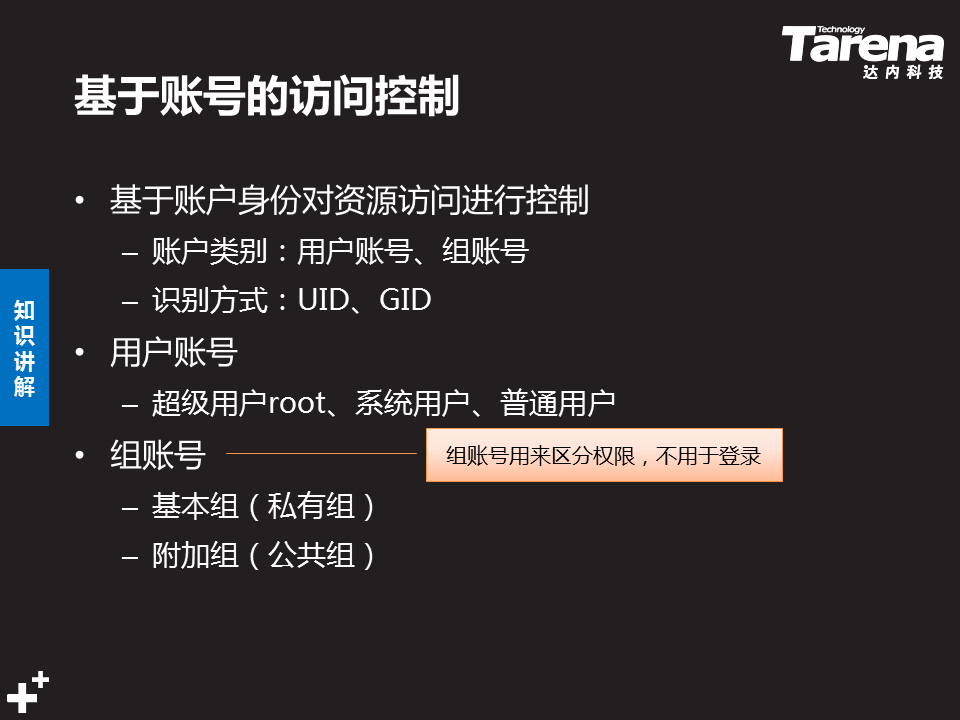 Technology
Tarena
达内科技
基于账号的访问控制
• 基于账户身份对资源访问进行控制
– 账户类别：用户账号、组账号
– 识别方式：UID、GID
知识讲解
• 用户账号
– 超级用户root、系统用户、普通用户
• 组账号
组账号用来区分权限，不用于登录
– 基本组（私有组）
– 附加组（公共组）